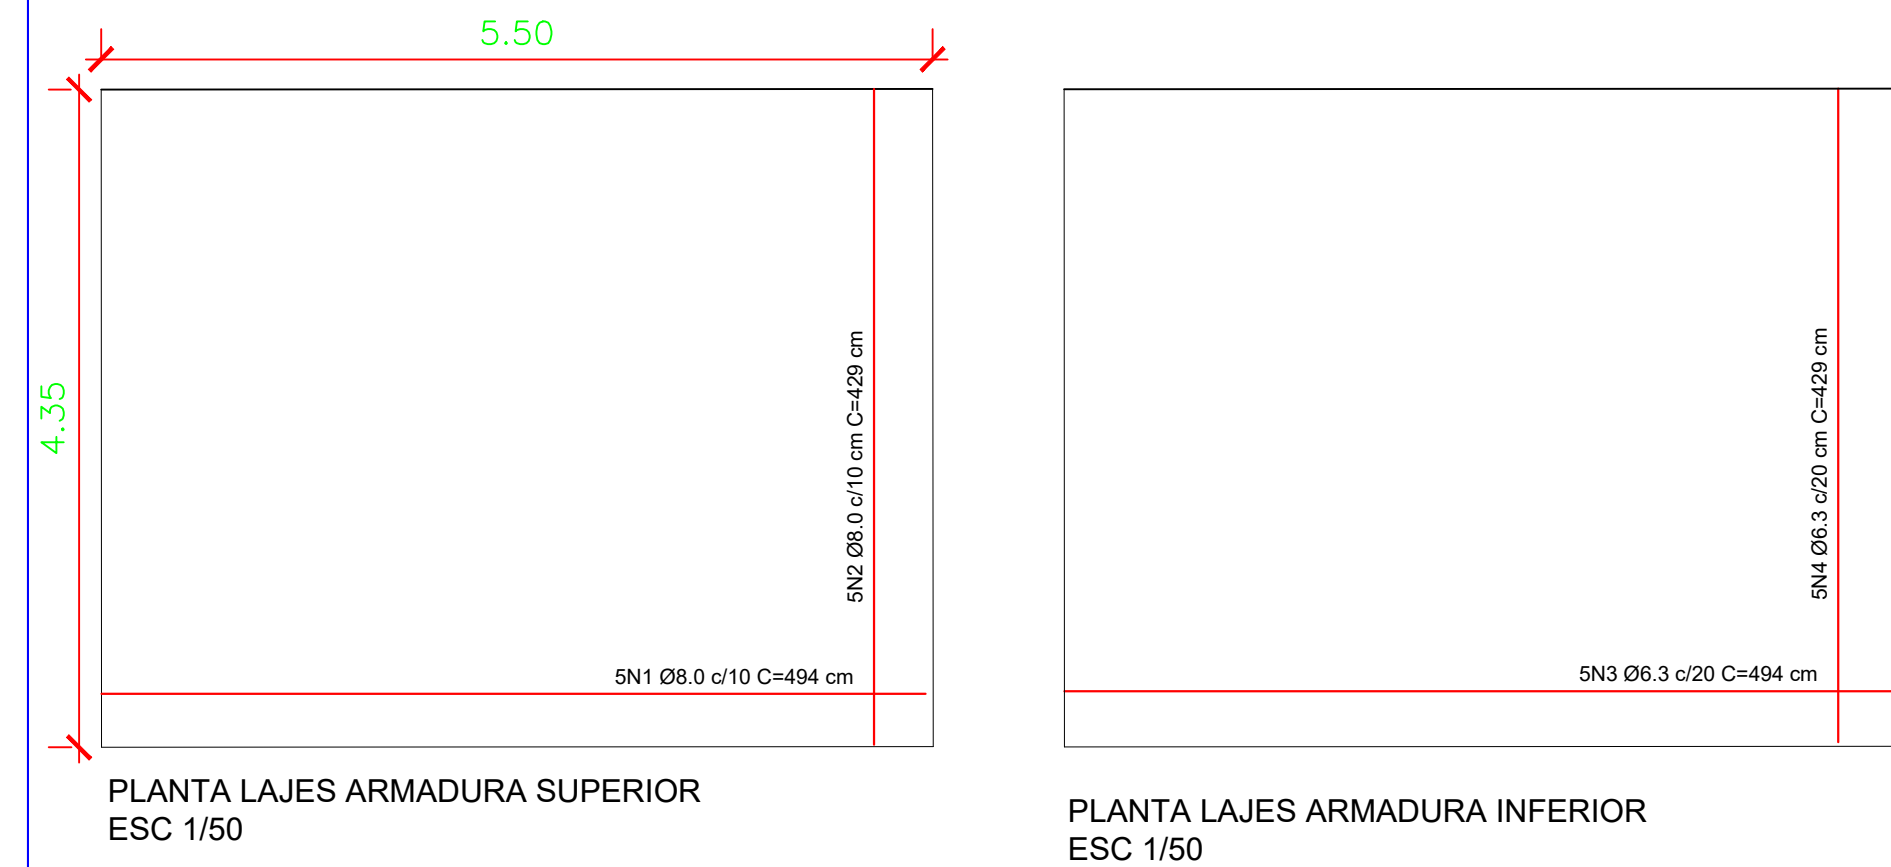 5.50
4.35
5N2 Ø8.0 c/10 cm C=429 cm
5N1 Ø8.0 c/10 C=494 cm
PLANTA LAJES ARMADURA SUPERIOR
ESC 1/50
5N4 Ø6.3 c/20 cm C=429 cm
5N3 Ø6.3 c/20 C=494 cm
PLANTA LAJES ARMADURA INFERIOR
ESC 1/50